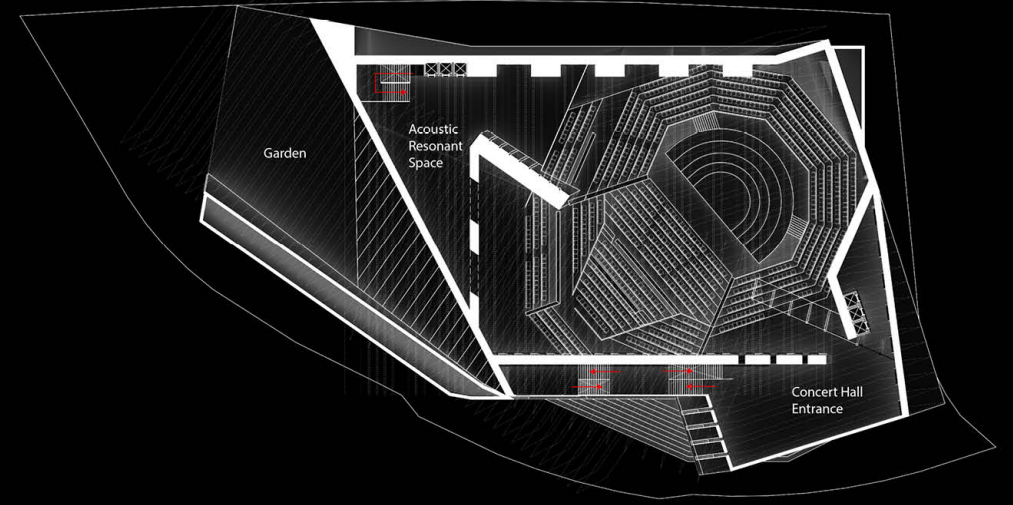 Garden
Acoustic
Resonant
Space
Concert Hall
Entrance